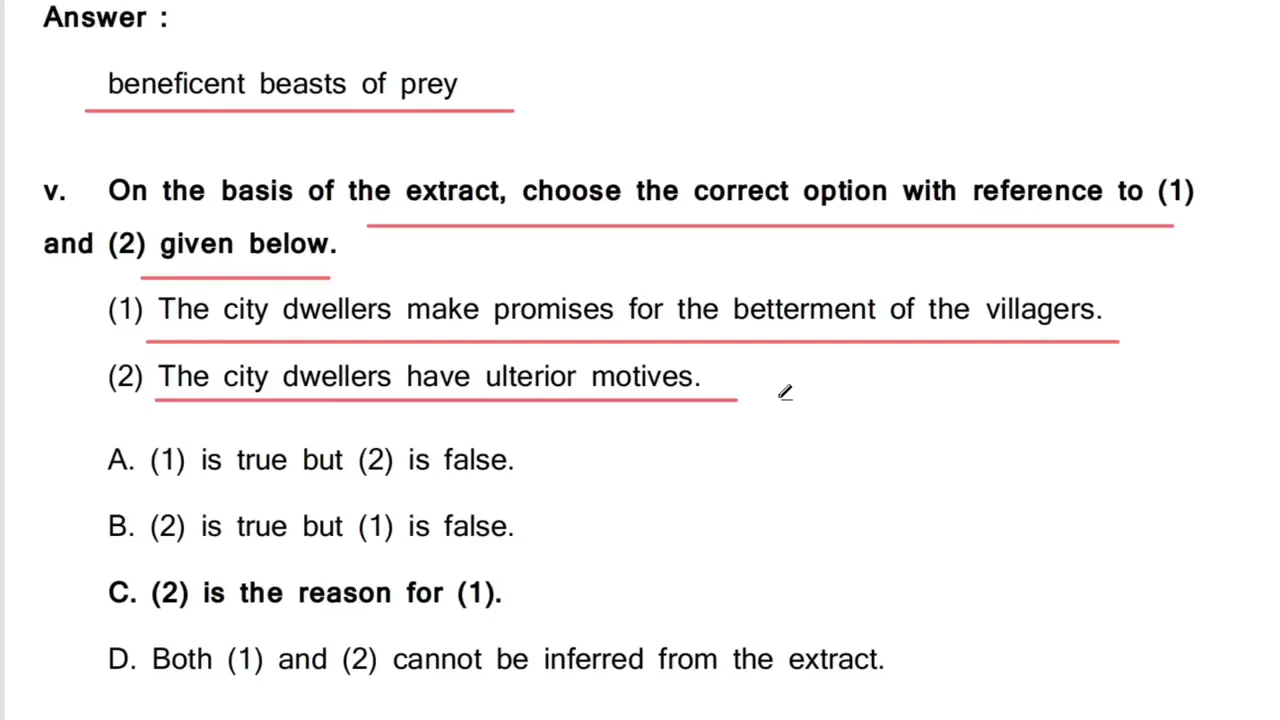 Answer :
beneficent beasts of prey
v. On the basis of the extract, choose the correct option with reference to (1)
and (2) given below.
(1) The city dwellers make promises for the betterment of the villagers.
(2) The city dwellers have ulterior motives.
A. (1) is true but (2) is false.
B. (2) is true but (1) is false.
C. (2) is the reason for (1).
D. Both (1) and (2) cannot be inferred from the extract.